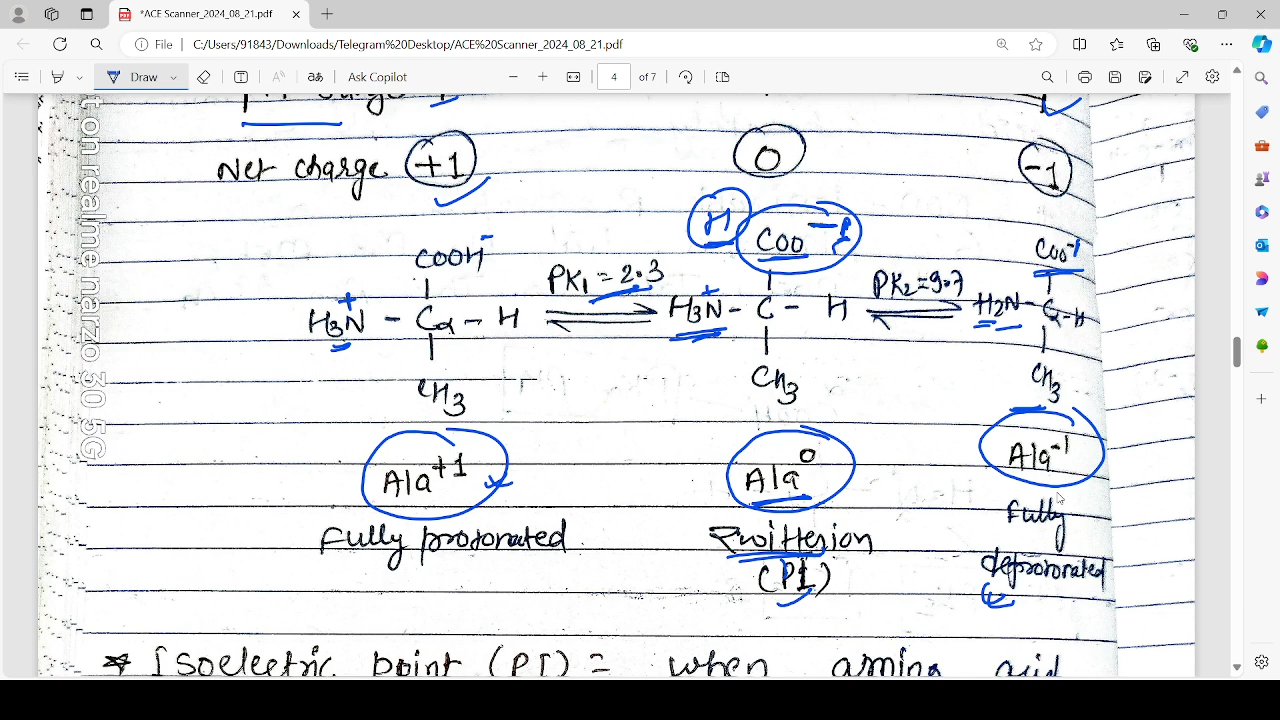 *ACE Scanner_2024_08_21.pdf
File | C:/Users/91843/Downloads/Telegram%20Desktop/ACE%20Scanner_2024_08_21.pdf
Draw
Ask Copilot
4 of 7
t on realme narzo 30 5G
Net charge +1 0 -1
H
COOH⁻ COO⁻¹ COO⁻¹
PK₁ = 2.3 PK₂ = 9.7
H₃N⁺ - Cα - H H₃N⁺ - C - H H₂N - Cα - H
CH₃ CH₃ CH₃
Ala⁺¹ Ala⁰ Ala⁻¹
Fully protonated Zwitterion Fully
(PI) deprotonated
* Isoelectric point (PI) = when amino acid